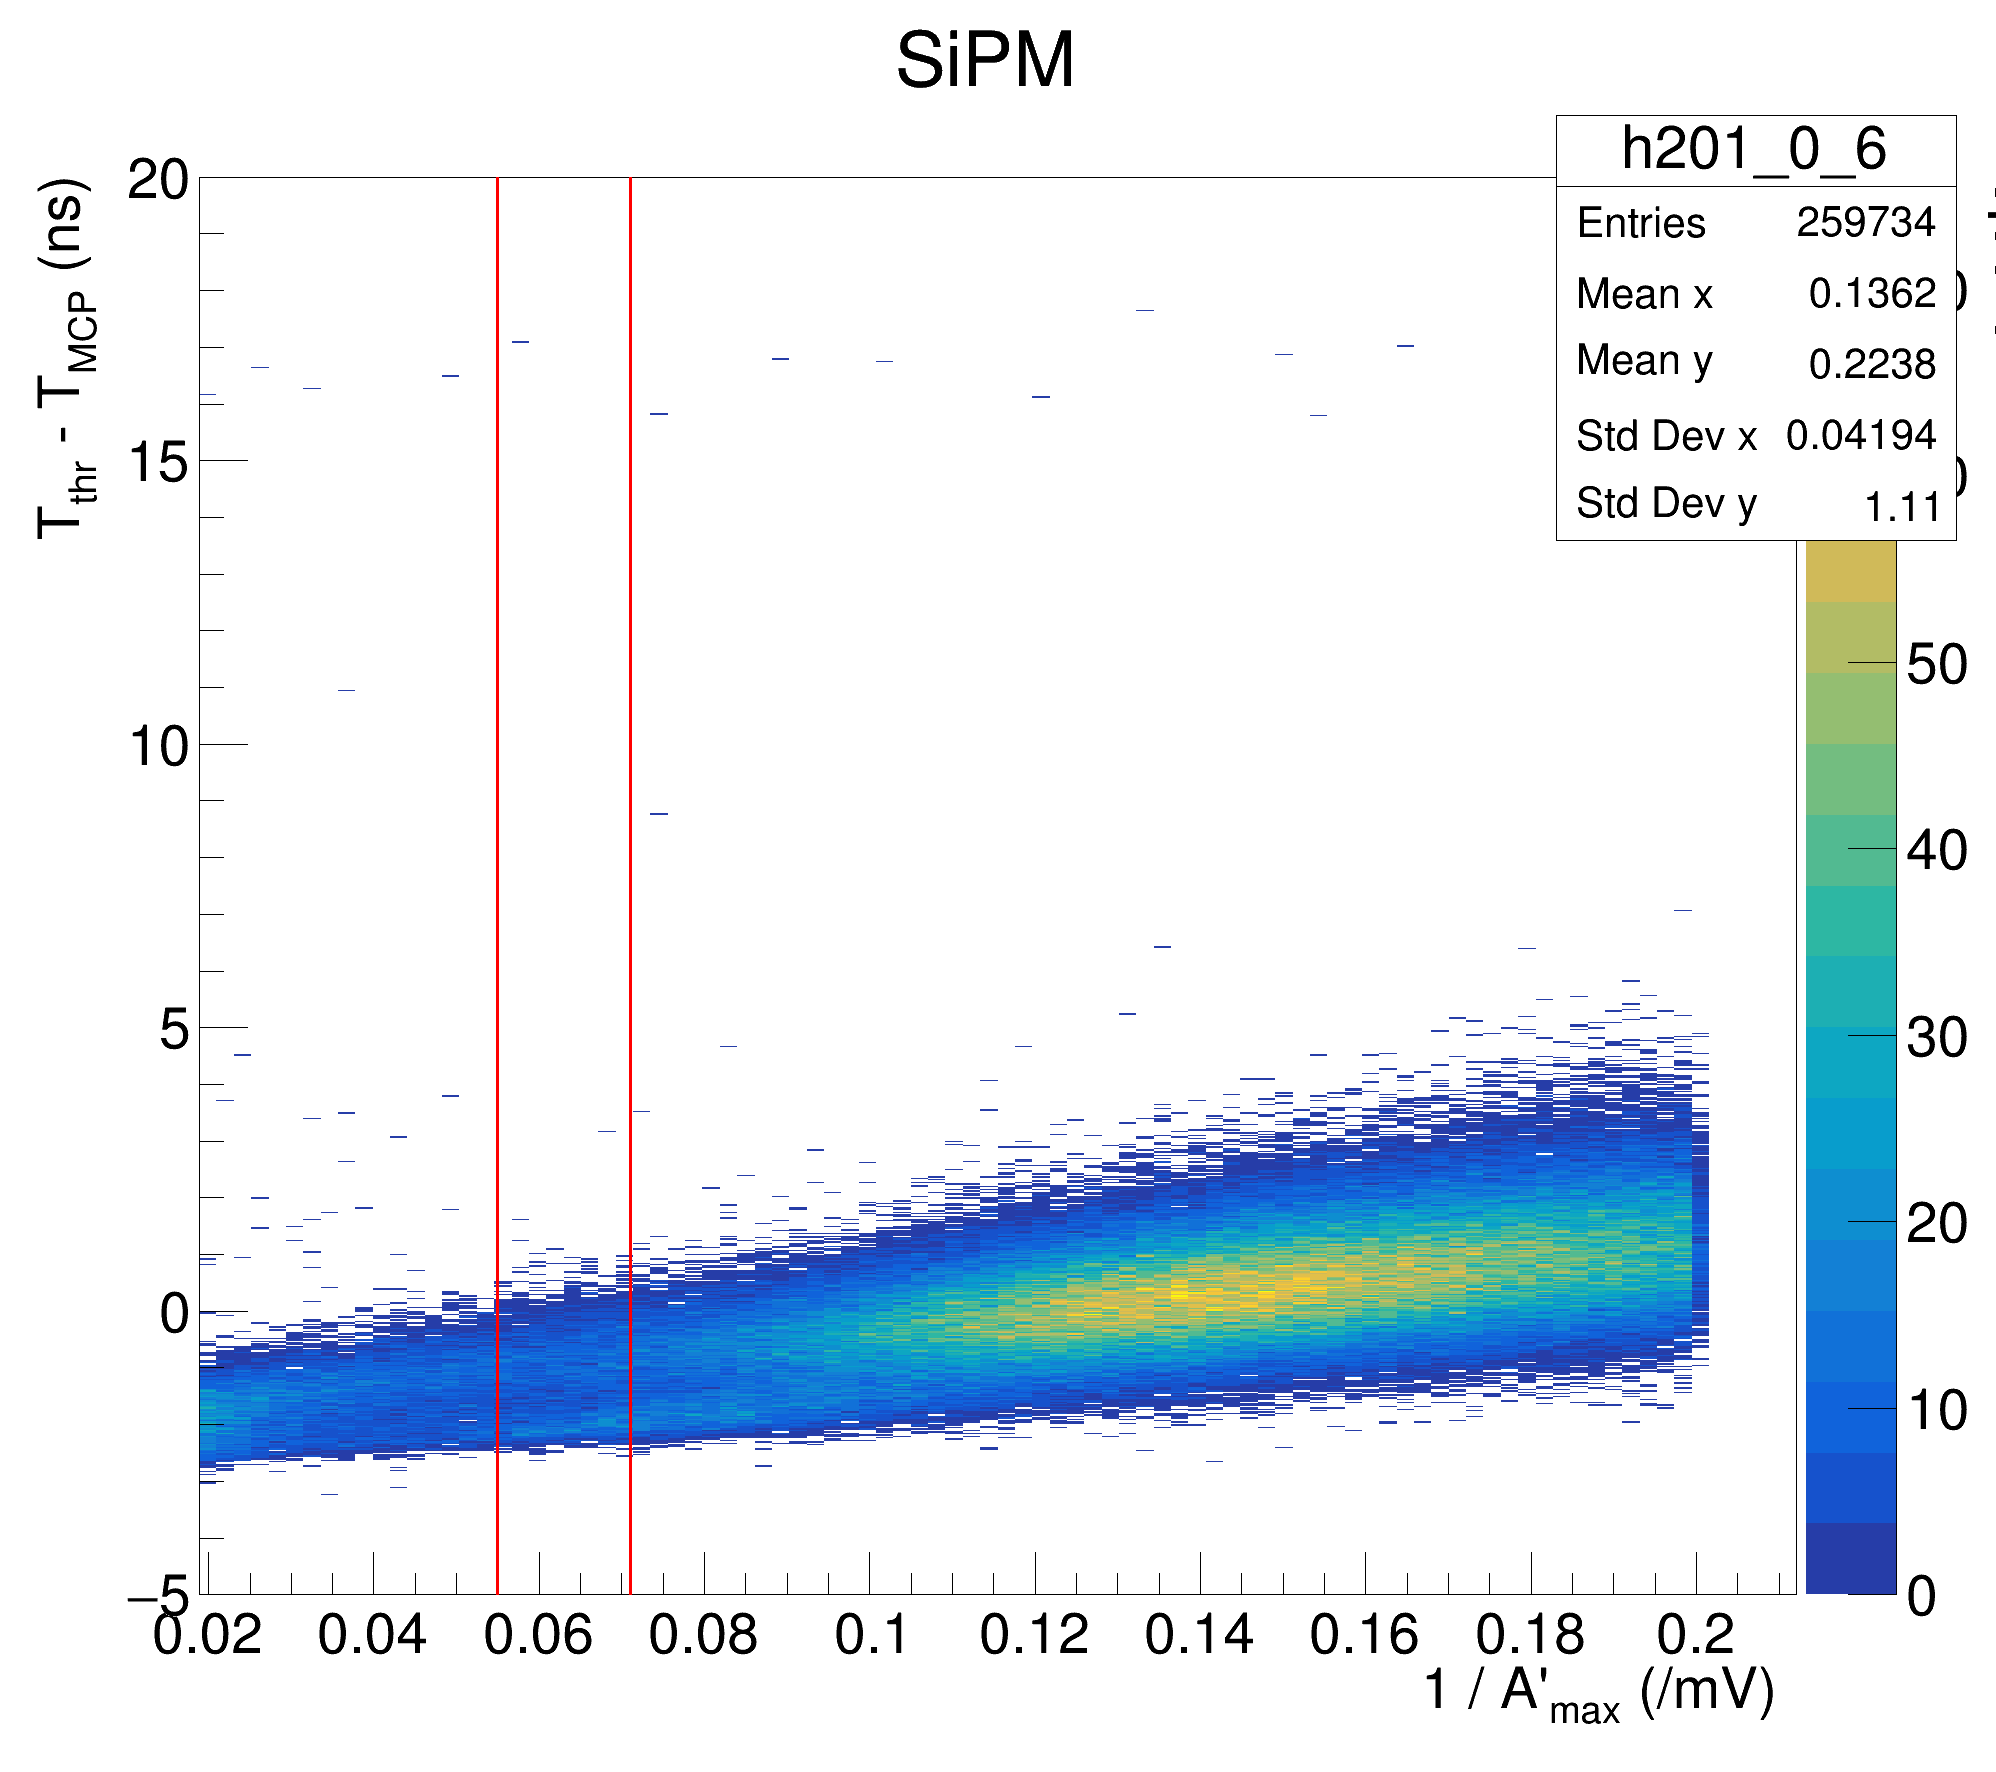 SiPM
h201_0_6
Entries 259734
Mean x 0.1362
Mean y 0.2238
Std Dev x 0.04194
Std Dev y 1.11
T_thr - T_MCP (ns)
20
15
10
5
0
−5
0.02 0.04 0.06 0.08 0.1 0.12 0.14 0.16 0.18 0.2
1 / A'_max (/mV)
50
40
30
20
10
0